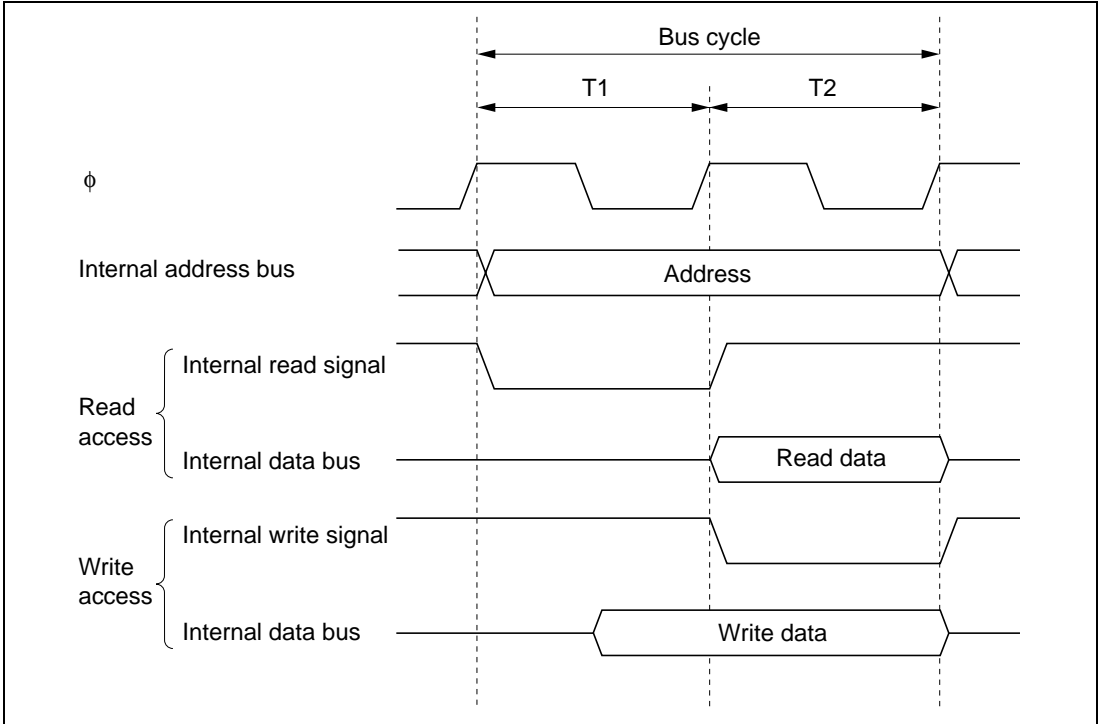 Bus cycle
T1 T2
ϕ
Internal address bus Address
Internal read signal
Read
access
Internal data bus Read data
Internal write signal
Write
access
Internal data bus Write data